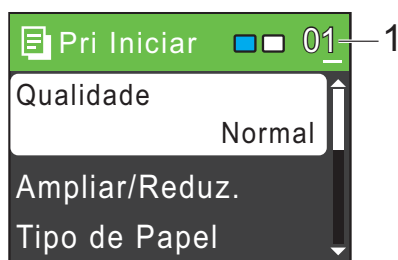 Pri Iniciar 01 1
Qualidade
Normal
Ampliar/Reduz.
Tipo de Papel